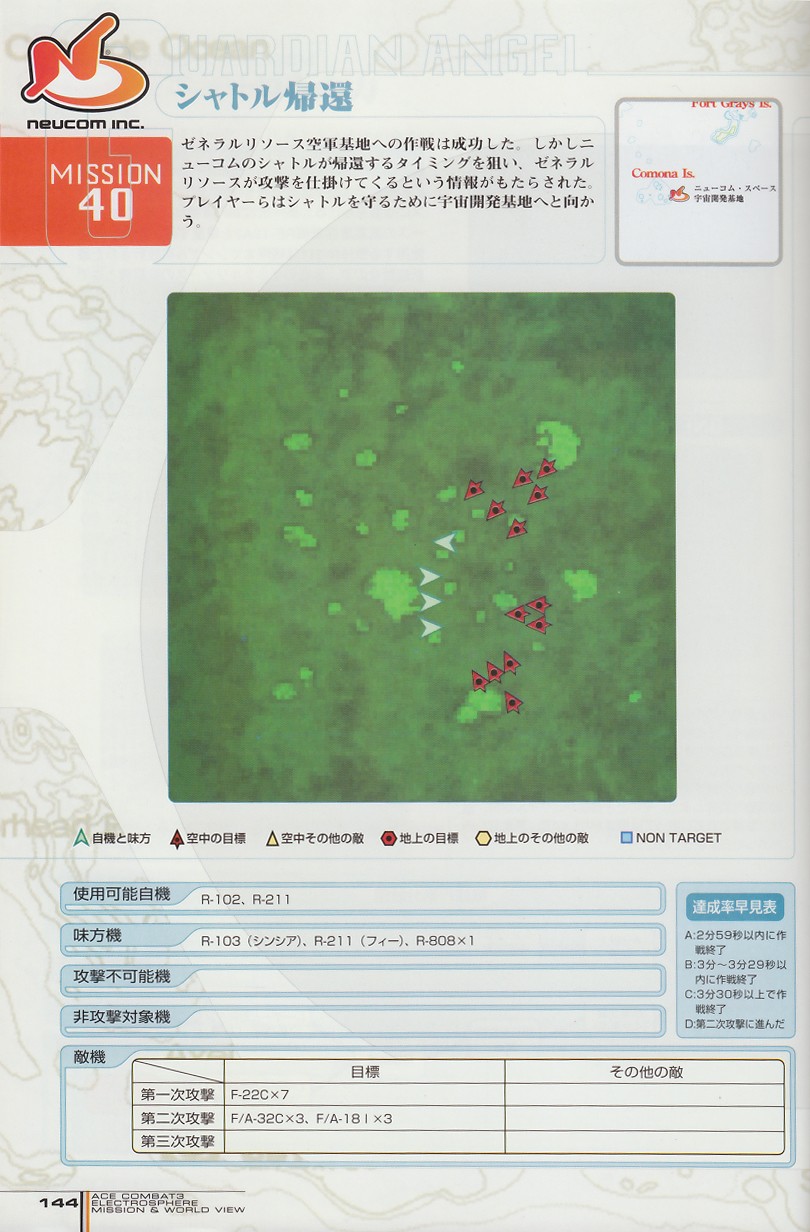 GUARDIAN ANGEL
シャトル帰還
neucom inc.
MISSION
40
ゼネラルリソース空軍基地への作戦は成功した。しかしニ
ューコムのシャトルが帰還するタイミングを狙い、ゼネラル
リソースが攻撃を仕掛けてくるという情報がもたらされた。
プレイヤーらはシャトルを守るために宇宙開発基地へと向か
う。
Fort Grays Is.
Comona Is.
ニューコム・スペース
宇宙開発基地
自機と味方 空中の目標 空中その他の敵 地上の目標 地上のその他の敵 NON TARGET
使用可能自機 R-102、R-211
味方機 R-103（シンシア）、R-211（フィー）、R-808×1
攻撃不可能機
非攻撃対象機
達成率早見表
A:2分59秒以内に作
戦終了
B:3分～3分29秒以
内に作戦終了
C:3分30秒以上で作
戦終了
D:第二次攻撃に進んだ
敵機
目標 その他の敵
第一次攻撃 F-22C×7
第二次攻撃 F/A-32C×3、F/A-18I×3
第三次攻撃
144
ACE COMBAT3
ELECTROSPHERE
MISSION & WORLD VIEW